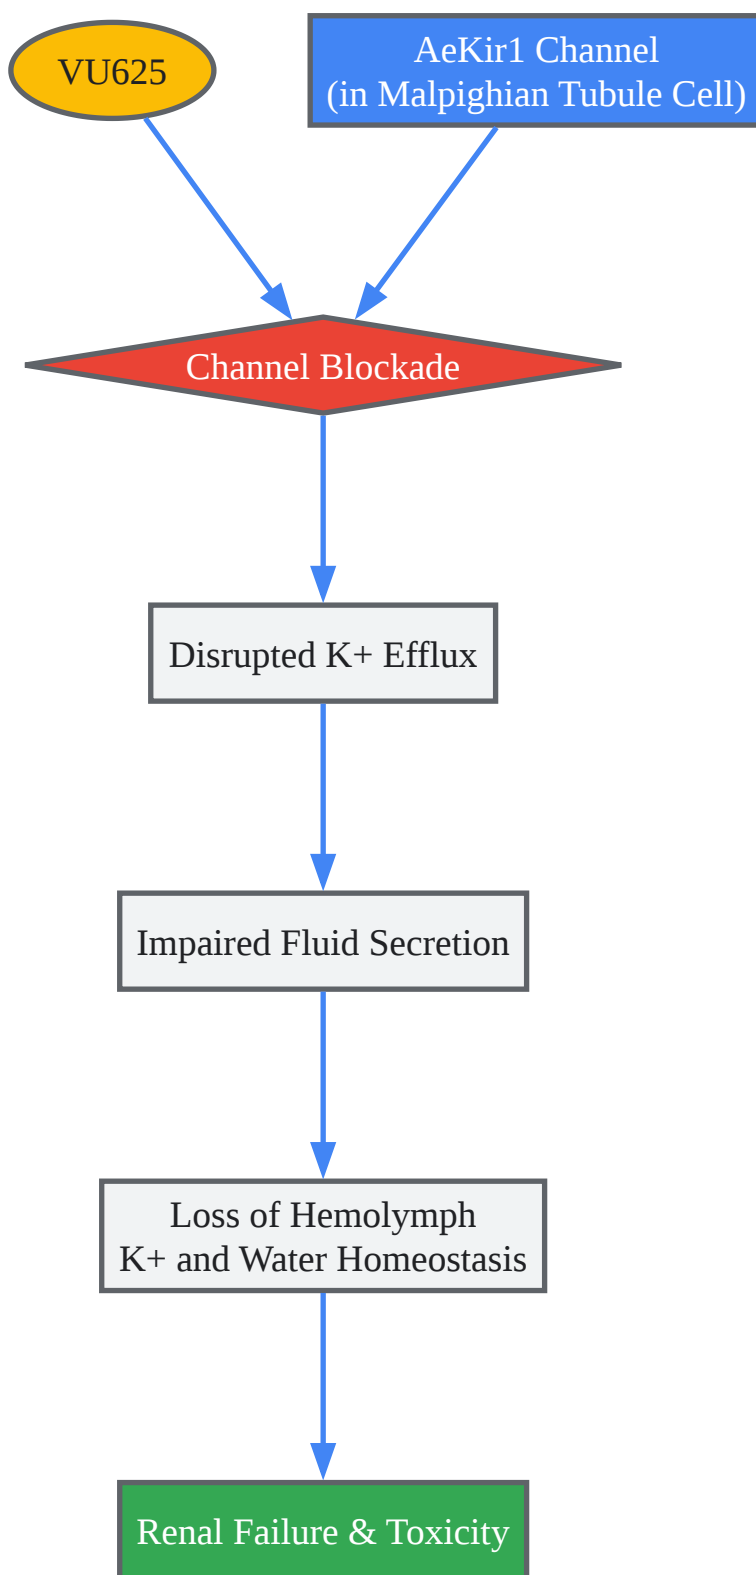 VU625
AeKir1 Channel
(in Malpighian Tubule Cell)
Channel Blockade
Disrupted K+ Efflux
Impaired Fluid Secretion
Loss of Hemolymph
K+ and Water Homeostasis
Renal Failure & Toxicity